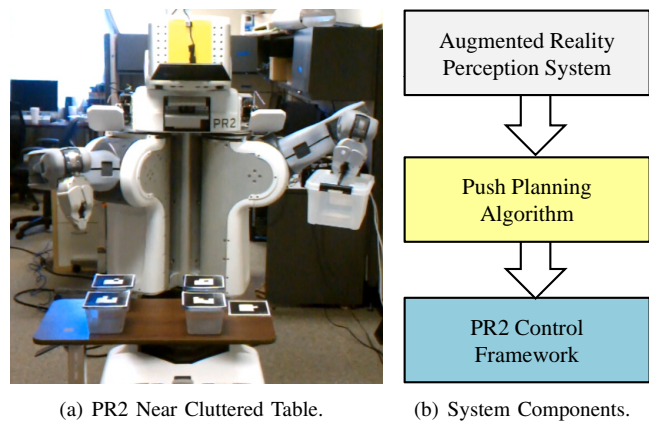 PR2
Augmented Reality
Perception System
Push Planning
Algorithm
PR2 Control
Framework
(a) PR2 Near Cluttered Table.
(b) System Components.